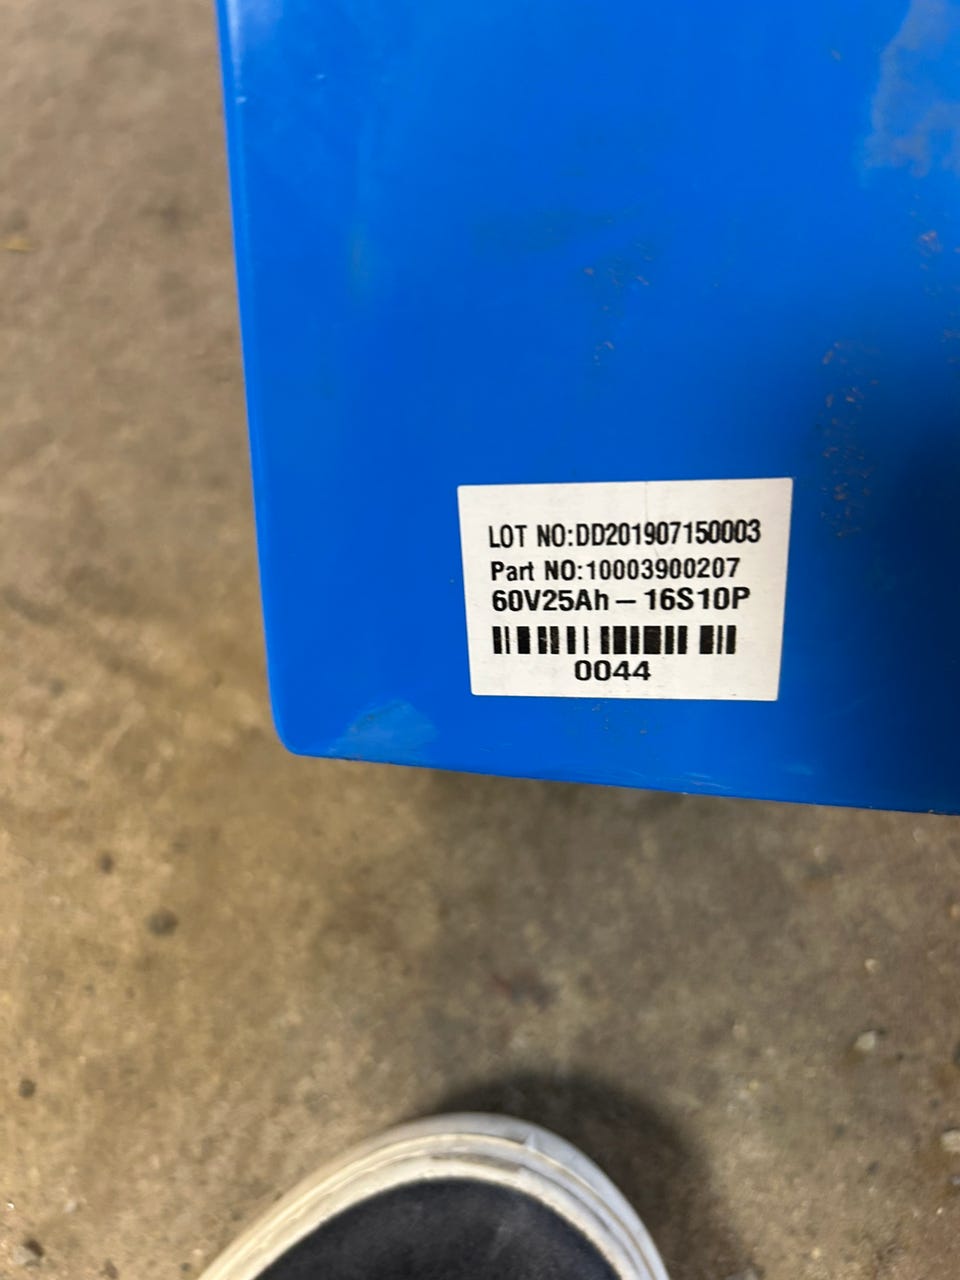 LOT NO:DD201907150003
Part NO:10003900207
60V25Ah – 16S10P
0044